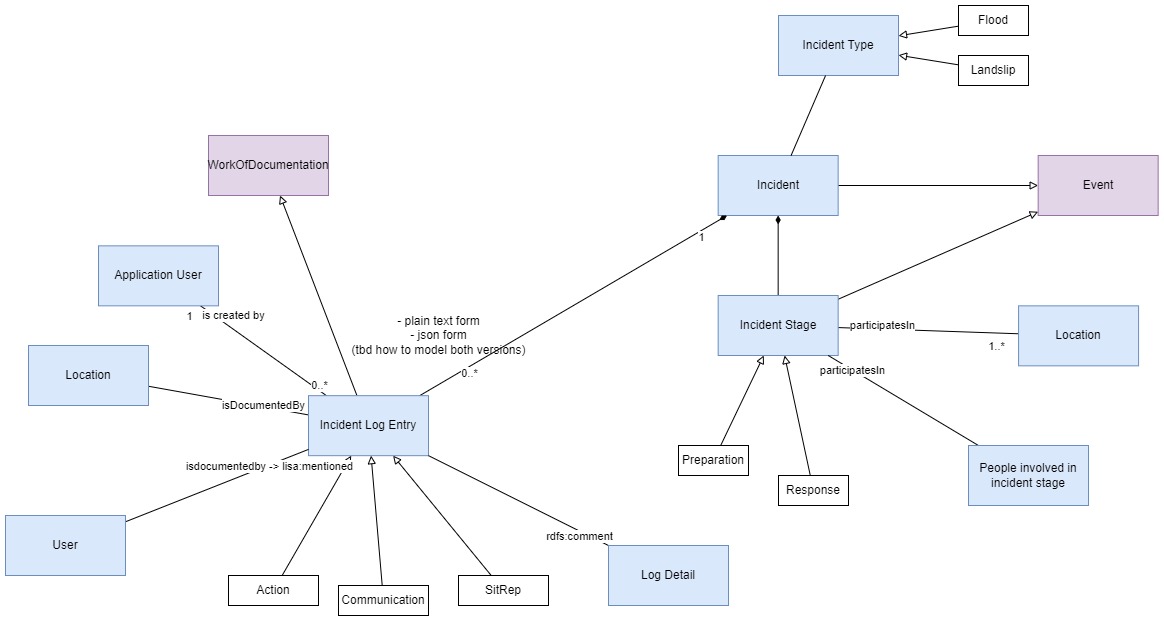 Flood
Incident Type
Landslip
WorkOfDocumentation
Incident
Event
1
Application User
1 is created by
- plain text form
- json form
(tbd how to model both versions)
Incident Stage
participatesIn
Location
1..*
Location
0..*
participatesIn
0..*
isDocumentedBy
Incident Log Entry
Preparation
isdocumentedby -> lisa:mentioned
People involved in
incident stage
Response
User
rdfs:comment
Log Detail
Action
Communication
SitRep